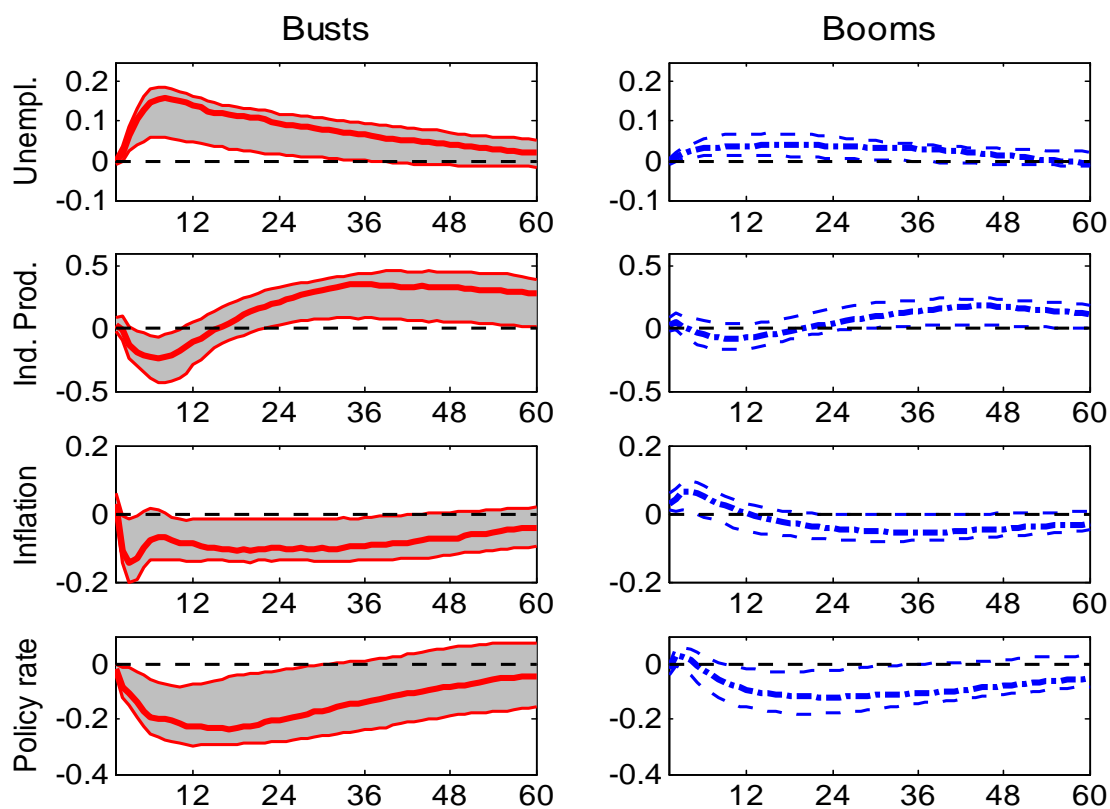 Busts Booms
Unempl.
0.2 0.2
0.1 0.1
0 0
-0.1 -0.1
12 24 36 48 60 12 24 36 48 60
Ind. Prod.
0.5 0.5
0 0
-0.5 -0.5
12 24 36 48 60 12 24 36 48 60
Inflation
0.2 0.2
0 0
-0.2 -0.2
12 24 36 48 60 12 24 36 48 60
Policy rate
0 0
-0.2 -0.2
-0.4 -0.4
12 24 36 48 60 12 24 36 48 60